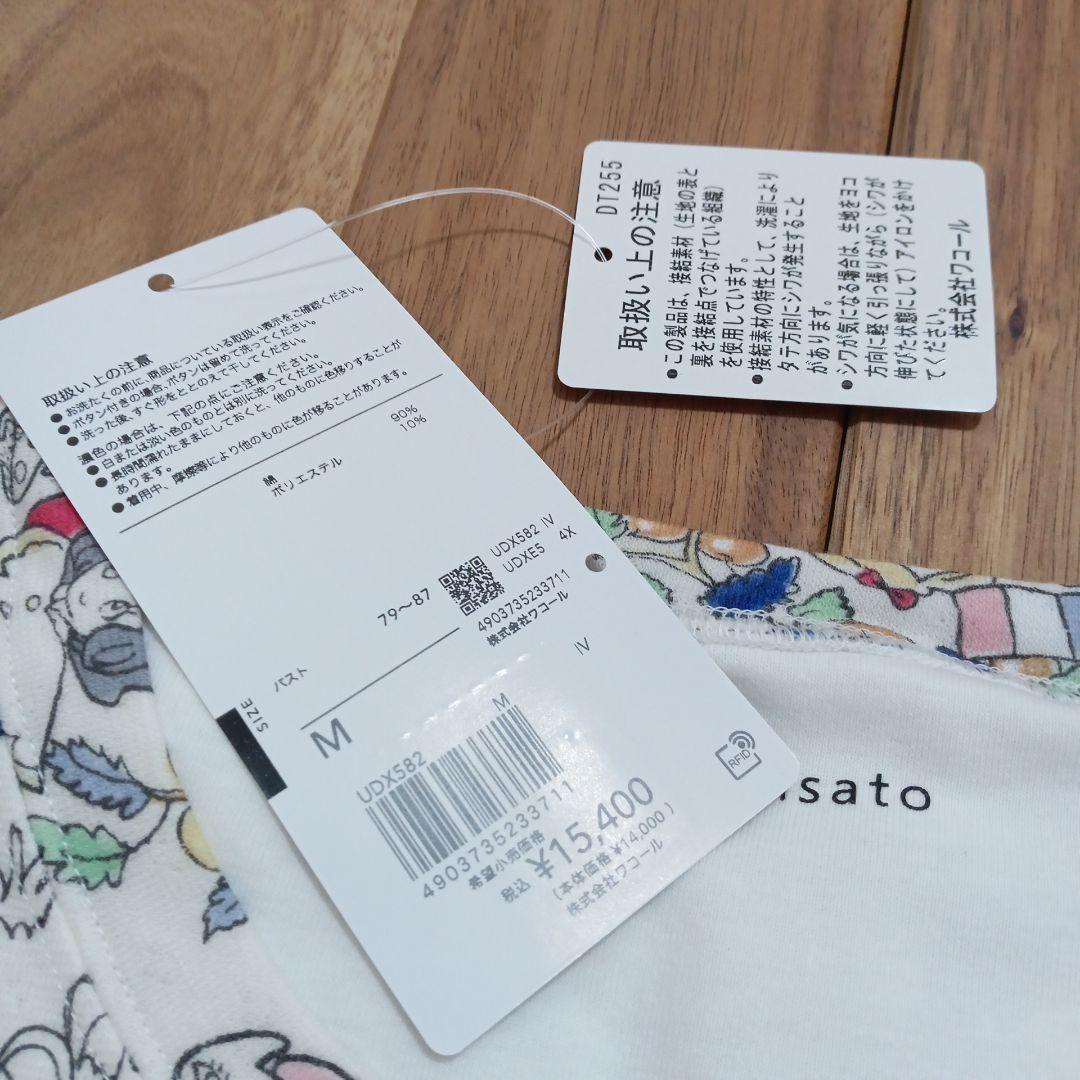 取扱い上の注意
●お洗たくの前に、商品についている取扱い表示をご確認ください。
●ボタン付きの場合、ボタンは留めて洗ってください。
●洗った後、すぐ形をととのえて干してください。
濃色の場合は、下記の点にご注意ください。
●白または淡い色のものとは別に洗ってください。
●長時間濡れたままにしておくと、他のものに色移りすることが
あります。
●着用中、摩擦等により他のものに色が移ることがあります。
綿 90%
ポリエステル 10%
UDX582 IV
UDXE5 4X
4903735233711
株式会社ワコール
79～87
バスト
IV
SIZE
M
M
UDX582
4903735233711
希望小売価格
税込 ¥15,400
(本体価格¥14,000)
株式会社ワコール
RFID
DT255
取扱い上の注意
●この製品は、接結素材(生地の表と
裏を接結点でつなげている組織)
を使用しています。
●接結素材の特性として、洗濯により
タテ方向にシワが発生すること
があります。
●シワが気になる場合は、生地をヨコ
方向に軽く引っ張りながら(シワが
伸びた状態にして)アイロンをかけ
てください。
株式会社ワコール
isato